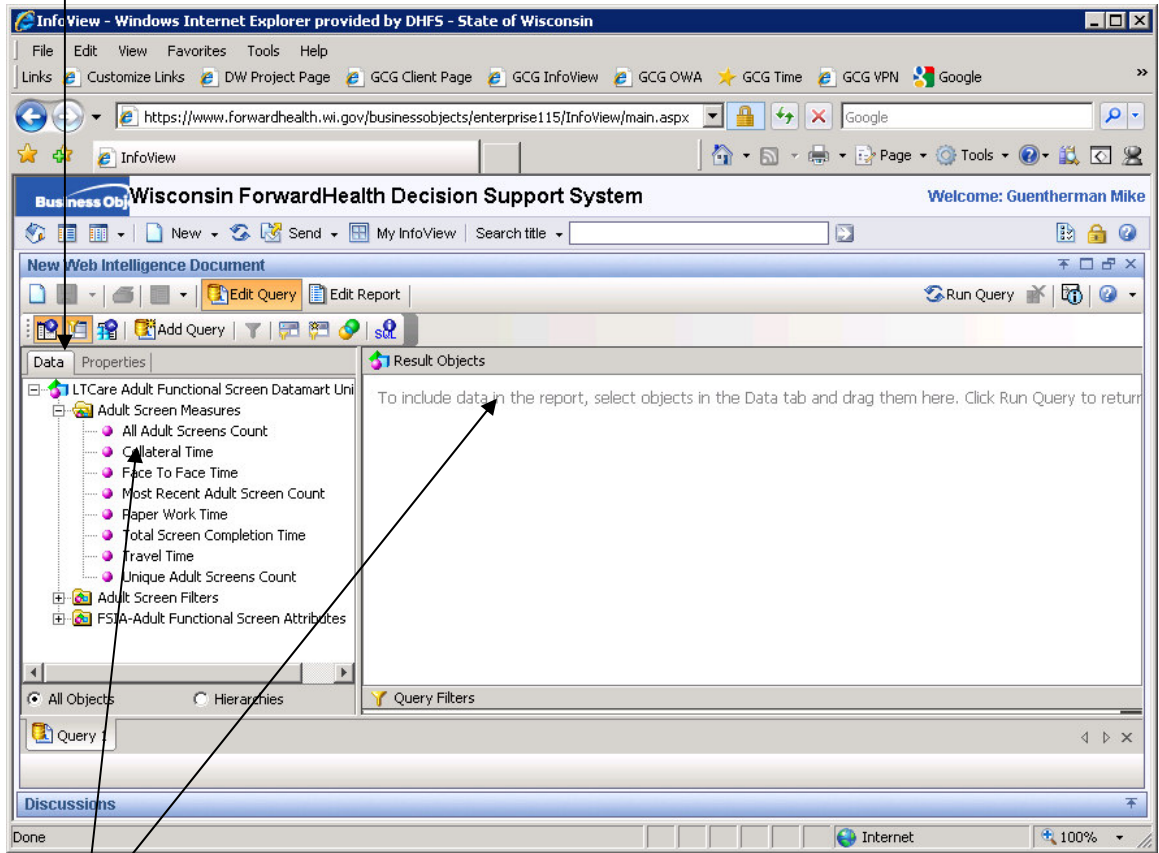 InfoView - Windows Internet Explorer provided by DHFS - State of Wisconsin
File Edit View Favorites Tools Help
Links Customize Links DW Project Page GCG Client Page GCG InfoView GCG OWA GCG Time GCG VPN Google »
https://www.forwardhealth.wi.gov/businessobjects/enterprise115/InfoView/main.aspx Google
InfoView Page Tools
Business Obj Wisconsin ForwardHealth Decision Support System Welcome: Guentherman Mike
New Send My InfoView Search title
New Web Intelligence Document
Edit Query Edit Report Run Query
Add Query SQL
Data Properties Result Objects
LTCare Adult Functional Screen Datamart Uni
To include data in the report, select objects in the Data tab and drag them here. Click Run Query to return
Adult Screen Measures
All Adult Screens Count
Collateral Time
Face To Face Time
Most Recent Adult Screen Count
Paper Work Time
Total Screen Completion Time
Travel Time
Unique Adult Screens Count
Adult Screen Filters
FSIA-Adult Functional Screen Attributes
All Objects Hierarchies Query Filters
Query 1
Discussions
Done Internet 100%